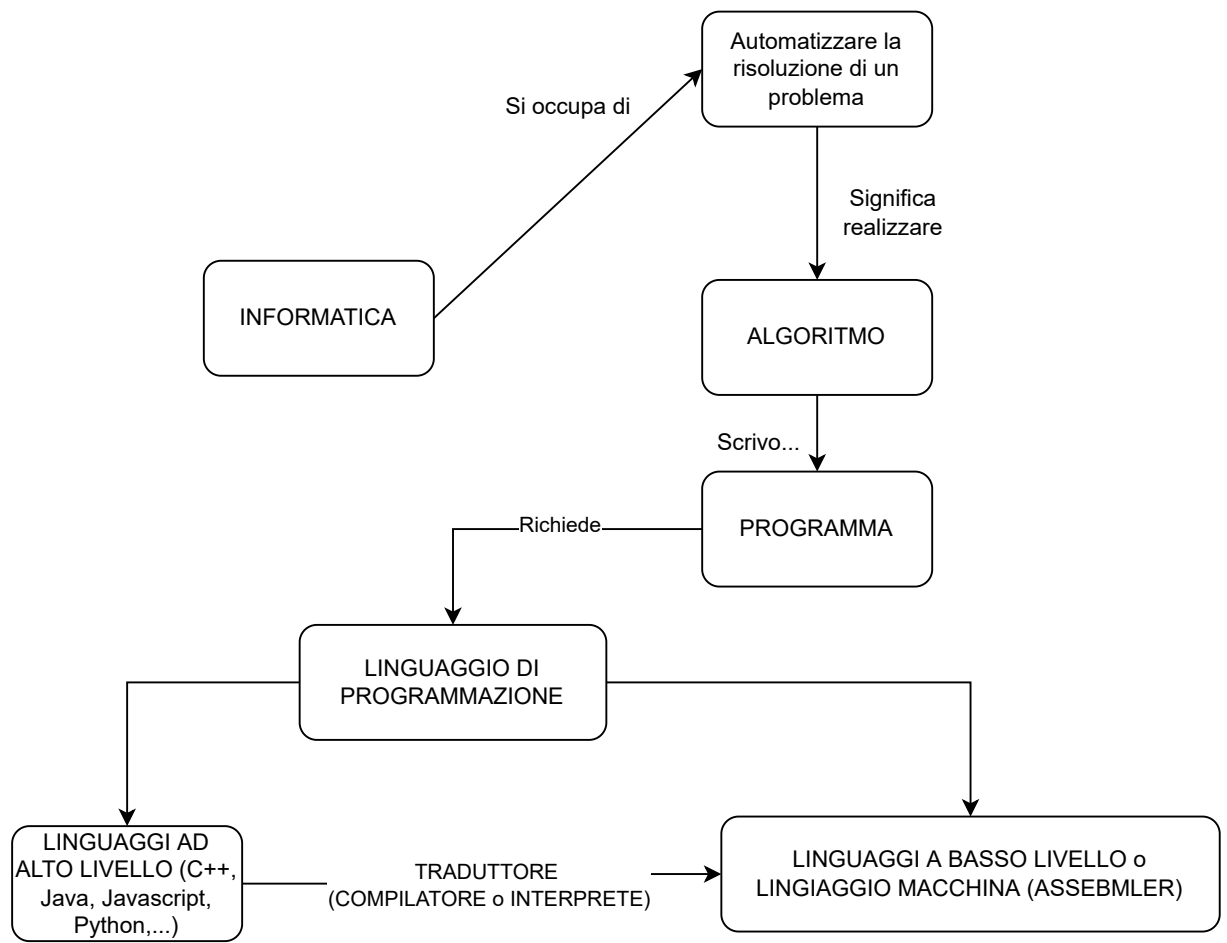 Automatizzare la
risoluzione di un
problema
Si occupa di
Significa
realizzare
INFORMATICA
ALGORITMO
Scrivo...
PROGRAMMA
Richiede
LINGUAGGIO DI
PROGRAMMAZIONE
LINGUAGGI AD
ALTO LIVELLO (C++,
Java, Javascript,
Python,...)
TRADUTTORE
(COMPILATORE o INTERPRETE)
LINGUAGGI A BASSO LIVELLO o
LINGIAGGIO MACCHINA (ASSEBMLER)